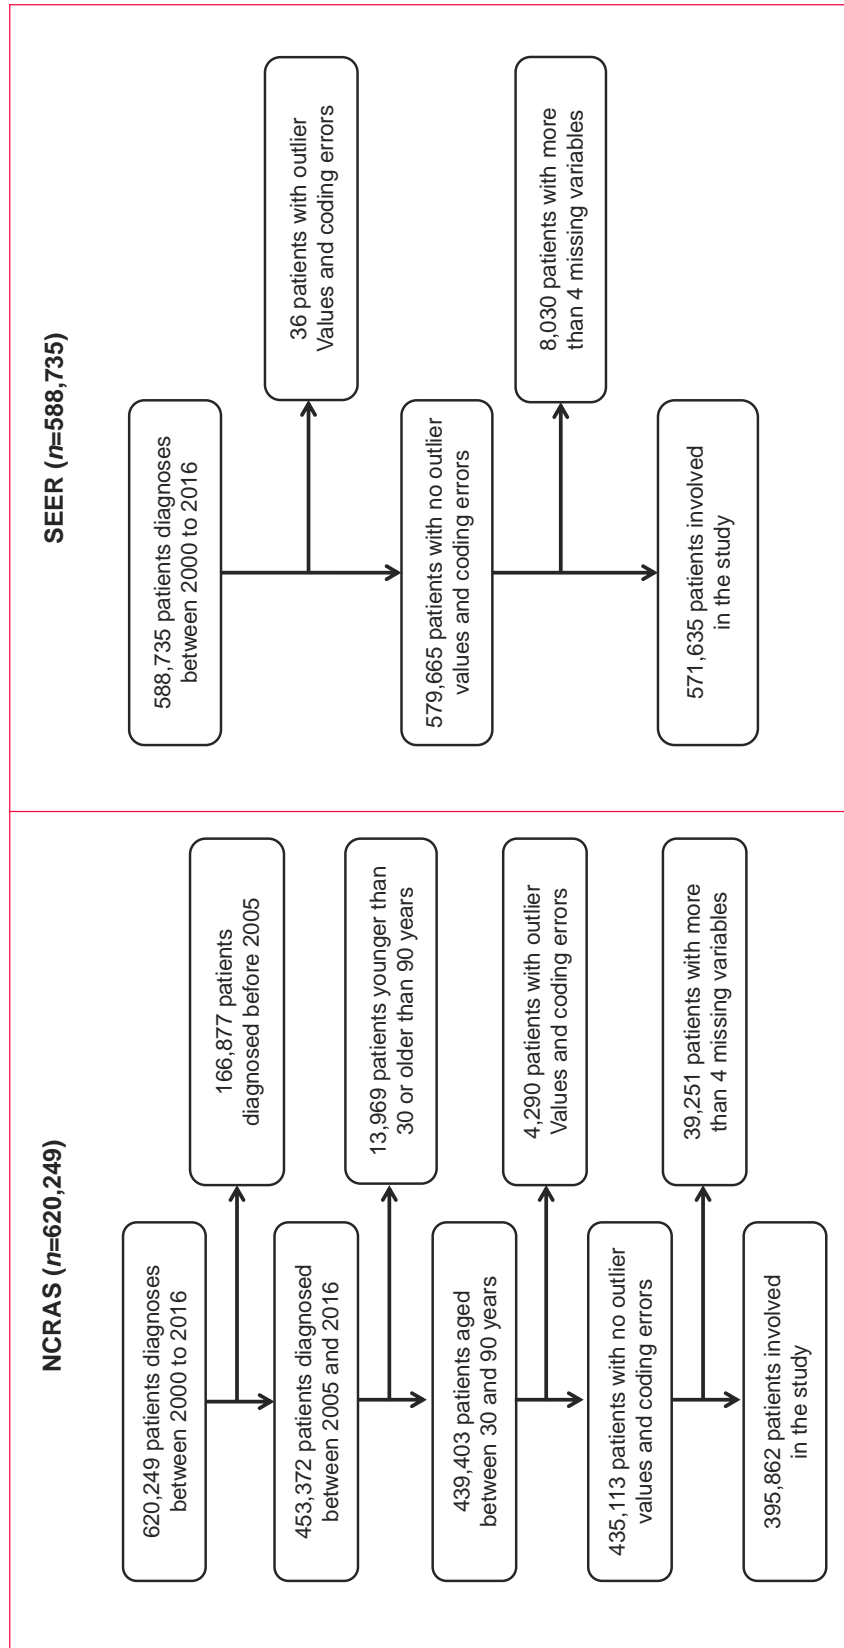 NCRAS (n=620,249)
620,249 patients diagnoses
between 2000 to 2016
166,877 patients
diagnosed before 2005
453,372 patients diagnosed
between 2005 and 2016
13,969 patients younger than
30 or older than 90 years
439,403 patients aged
between 30 and 90 years
4,290 patients with outlier
Values and coding errors
435,113 patients with no outlier
values and coding errors
39,251 patients with more
than 4 missing variables
395,862 patients involved
in the study
SEER (n=588,735)
588,735 patients diagnoses
between 2000 to 2016
36 patients with outlier
Values and coding errors
579,665 patients with no outlier
values and coding errors
8,030 patients with more
than 4 missing variables
571,635 patients involved
in the study